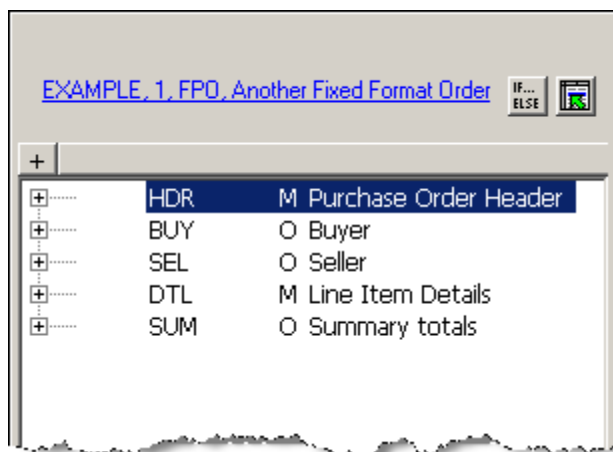 EXAMPLE, 1, FPO, Another Fixed Format Order IF... ELSE
+
HDR M Purchase Order Header
BUY O Buyer
SEL O Seller
DTL M Line Item Details
SUM O Summary totals